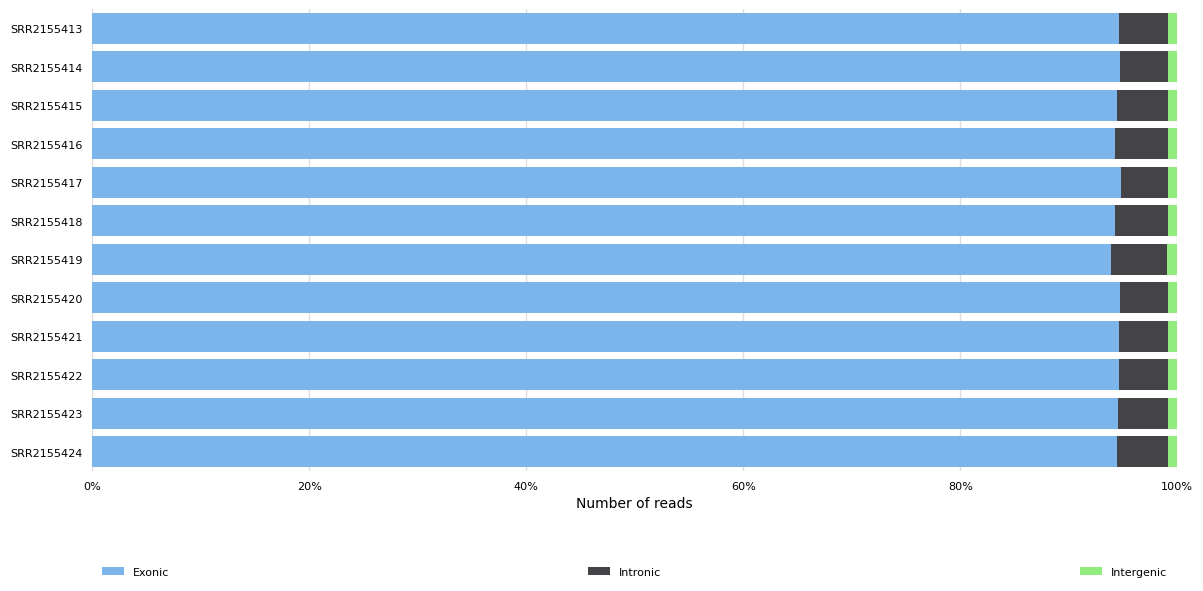 SRR2155413
SRR2155414
SRR2155415
SRR2155416
SRR2155417
SRR2155418
SRR2155419
SRR2155420
SRR2155421
SRR2155422
SRR2155423
SRR2155424
0% 20% 40% 60% 80% 100%
Number of reads
Exonic Intronic Intergenic